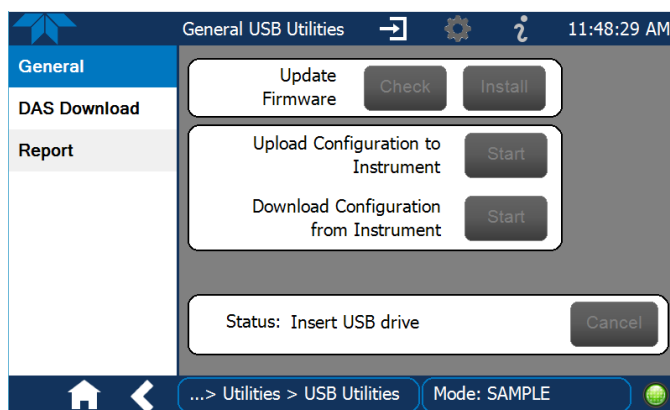 General USB Utilities
11:48:29 AM
General
DAS Download
Report
Update
Firmware
Check
Install
Upload Configuration to
Instrument
Start
Download Configuration
from Instrument
Start
Status: Insert USB drive
Cancel
...> Utilities > USB Utilities
Mode: SAMPLE